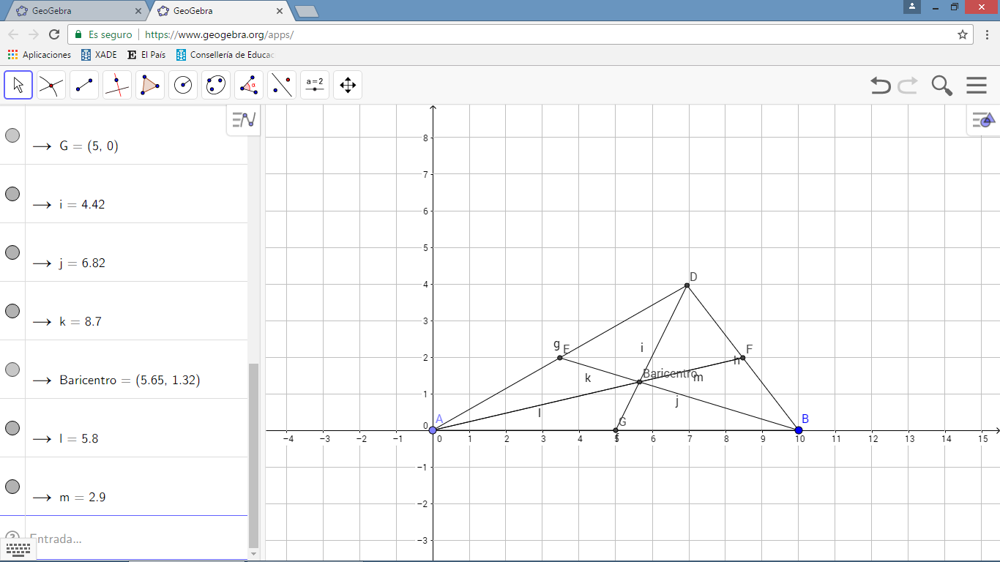 GeoGebra
GeoGebra
Es seguro https://www.geogebra.org/apps/
Aplicaciones XADE E El País Consellería de Educac
α
a=2
G = (5, 0)
i = 4.42
j = 6.82
k = 8.7
Baricentro = (5.65, 1.32)
l = 5.8
m = 2.9
Entrada...
8
7
6
5
4
3
2
1
0
−1
−2
−3
−4 −3 −2 −1 0 1 2 3 4 5 6 7 8 9 10 11 12 13 14 15
D
g E i F
h
k Baricentro m
j
l
A G B
f